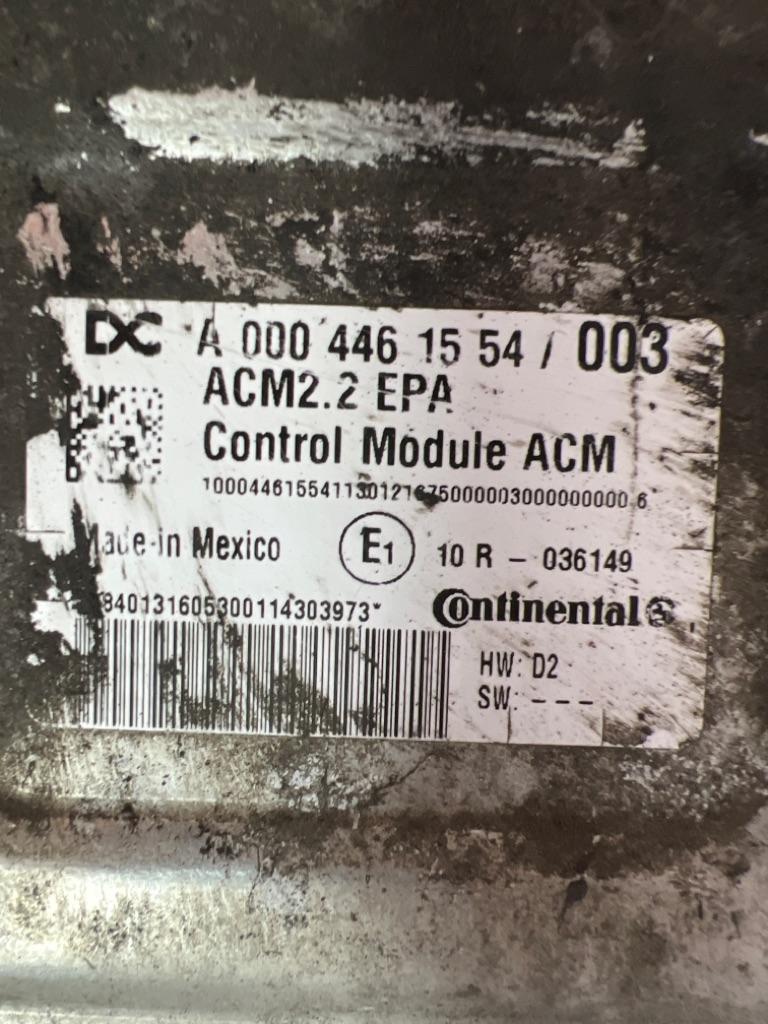 DC A 000 446 15 54 / 003
ACM2.2 EPA
Control Module ACM
Made-in Mexico E1 10 R - 036149
840131605300114303973* Continental
HW: D2
SW: ---